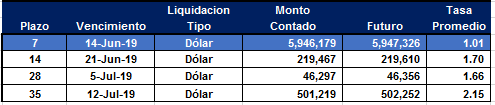 Liquidacion Monto Tasa
Plazo Vencimiento Tipo Contado Futuro Promedio
7 14-Jun-19 Dólar 5,946,179 5,947,326 1.01
14 21-Jun-19 Dólar 219,467 219,610 1.70
28 5-Jul-19 Dólar 46,297 46,356 1.66
35 12-Jul-19 Dólar 501,219 502,252 2.15